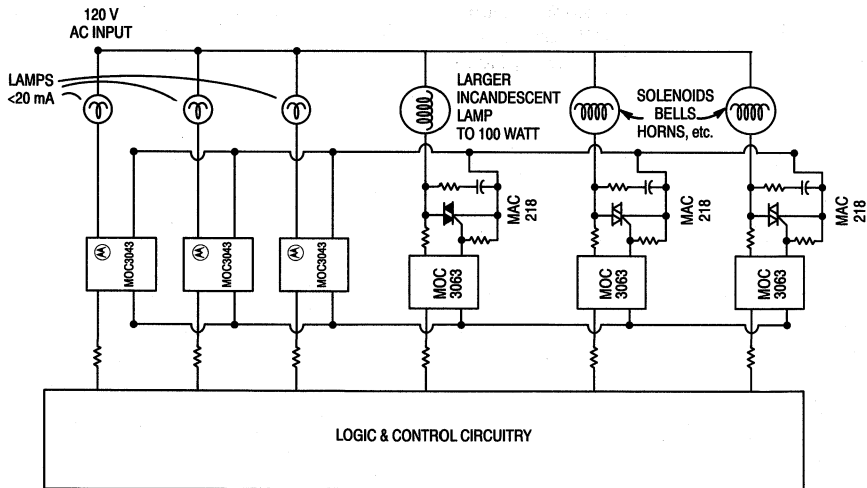 120 V
AC INPUT
LAMPS
<20 mA
LARGER
INCANDESCENT
LAMP
TO 100 WATT
SOLENOIDS
BELLS
HORNS, etc.
MAC
218
MAC
218
MAC
218
MOC3043
MOC3043
MOC3043
MOC
3063
MOC
3063
MOC
3063
LOGIC & CONTROL CIRCUITRY